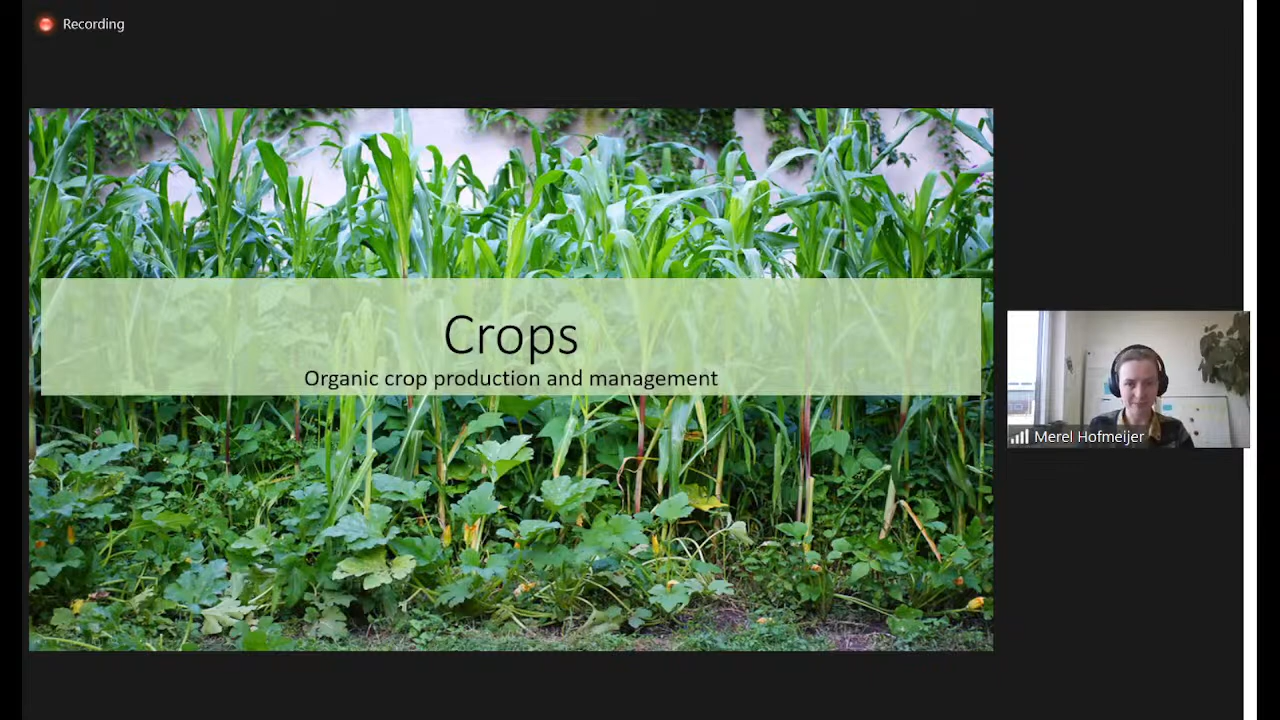 Recording
Crops
Organic crop production and management
Merel Hofmeijer